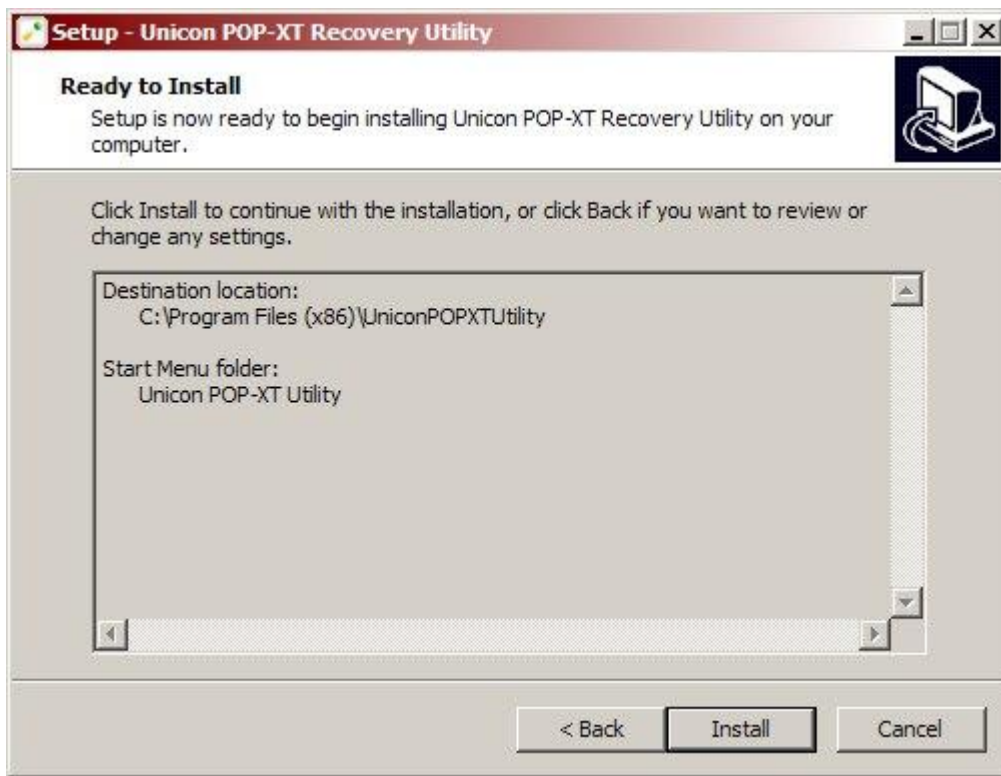 Setup - Unicon POP-XT Recovery Utility
Ready to Install
Setup is now ready to begin installing Unicon POP-XT Recovery Utility on your
computer.
Click Install to continue with the installation, or click Back if you want to review or
change any settings.
Destination location:
C:\Program Files (x86)\UniconPOPXTUtility
Start Menu folder:
Unicon POP-XT Utility
< Back
Install
Cancel